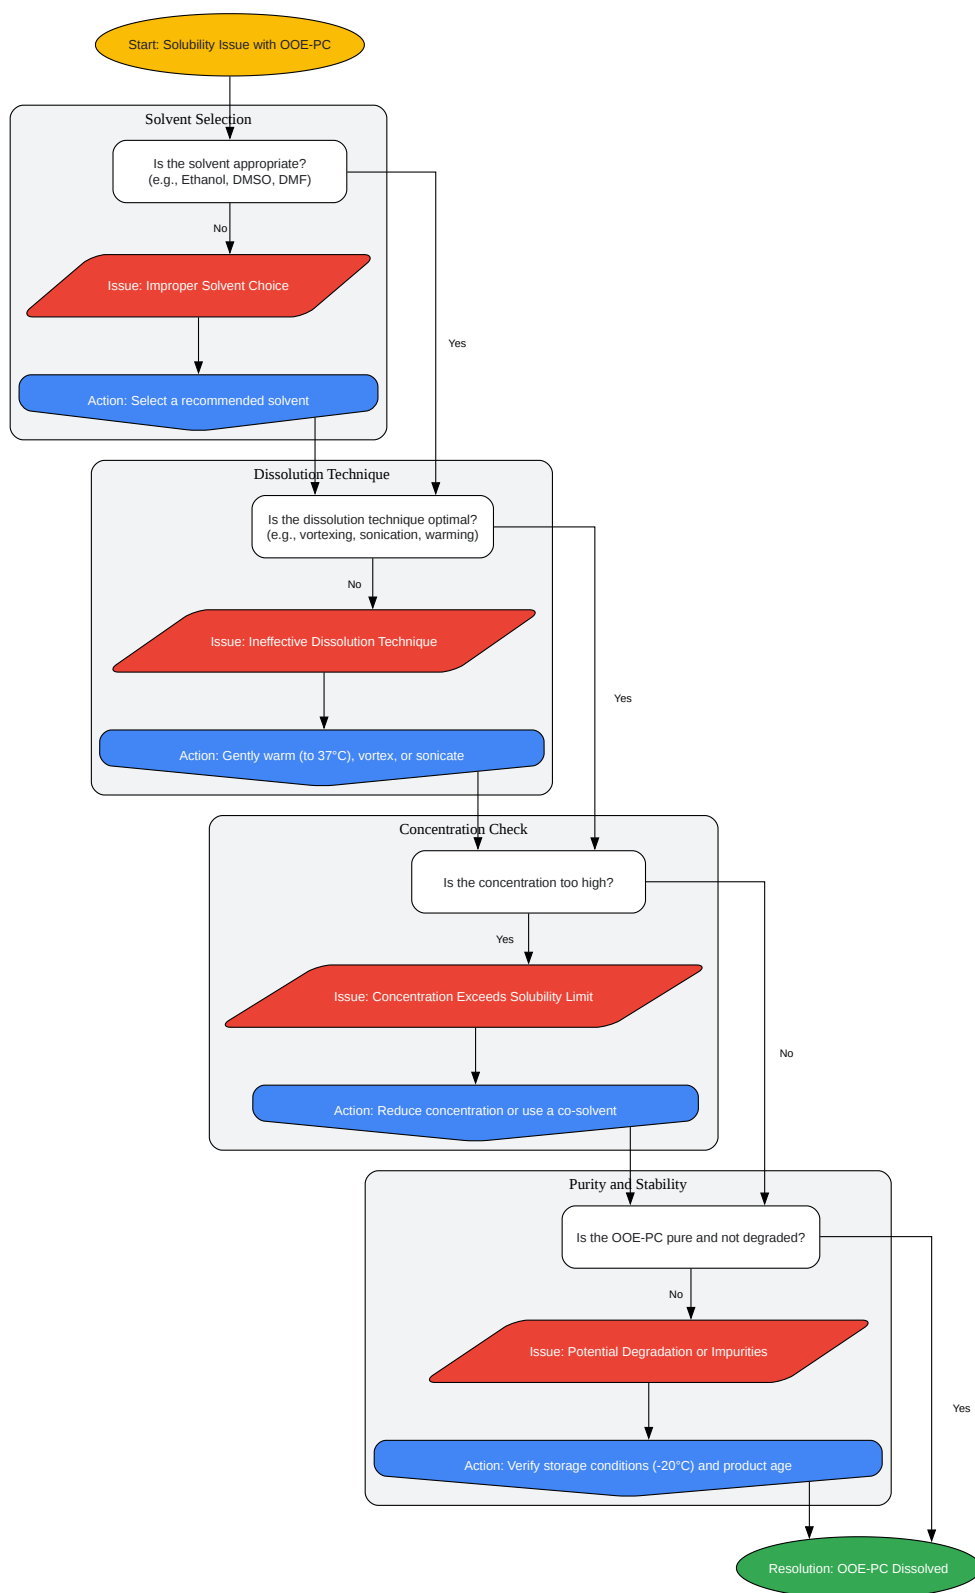 Start: Solubility Issue with OOE-PC
Solvent Selection
Is the solvent appropriate?
(e.g., Ethanol, DMSO, DMF)
No
Issue: Improper Solvent Choice
Yes
Action: Select a recommended solvent
Dissolution Technique
Is the dissolution technique optimal?
(e.g., vortexing, sonication, warming)
No
Issue: Ineffective Dissolution Technique
Yes
Action: Gently warm (to 37°C), vortex, or sonicate
Concentration Check
Is the concentration too high?
Yes
Issue: Concentration Exceeds Solubility Limit
No
Action: Reduce concentration or use a co-solvent
Purity and Stability
Is the OOE-PC pure and not degraded?
No
Issue: Potential Degradation or Impurities
Yes
Action: Verify storage conditions (-20°C) and product age
Resolution: OOE-PC Dissolved